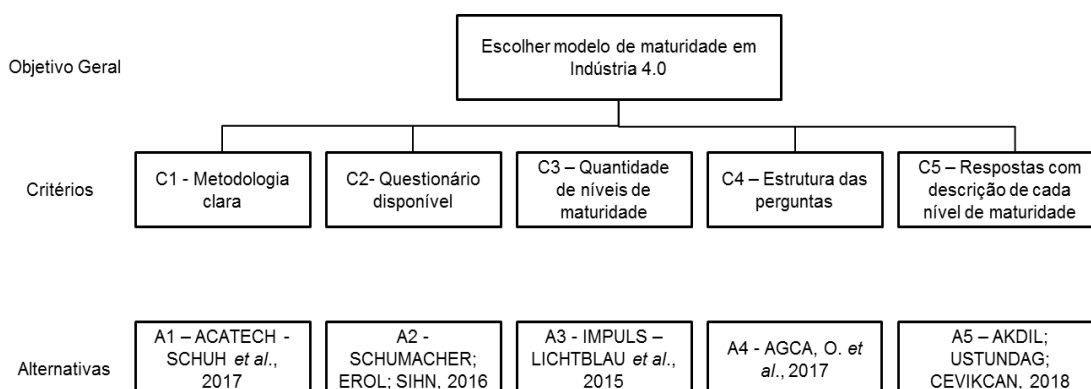 Objetivo Geral
Escolher modelo de maturidade em
Indústria 4.0
Critérios
C1 - Metodologia
clara
C2- Questionário
disponível
C3 – Quantidade
de níveis de
maturidade
C4 – Estrutura das
perguntas
C5 – Respostas com
descrição de cada
nível de maturidade
Alternativas
A1 – ACATECH -
SCHUH et al.,
2017
A2 -
SCHUMACHER;
EROL; SIHN, 2016
A3 - IMPULS –
LICHTBLAU et al.,
2015
A4 - AGCA, O. et
al., 2017
A5 – AKDIL;
USTUNDAG;
CEVIKCAN, 2018